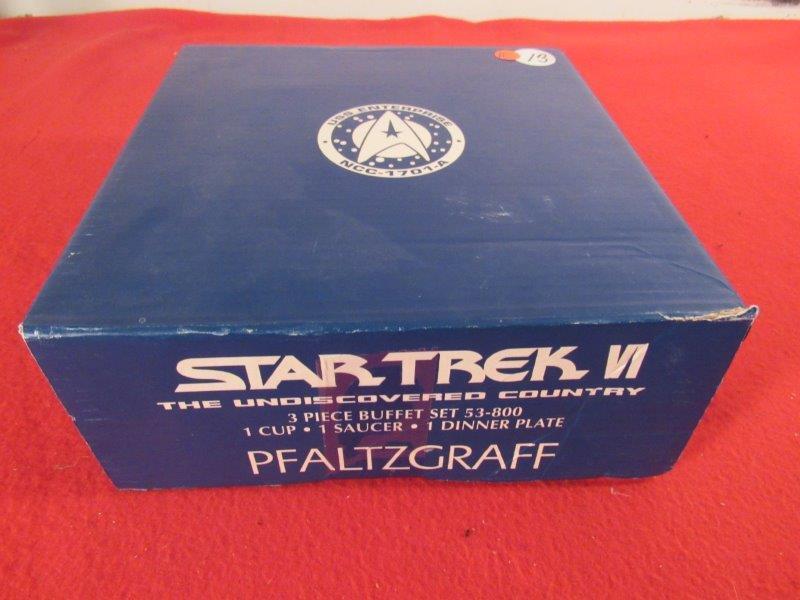 18
USS ENTERPRISE
NCC-1701-A
STAR TREK VI
THE UNDISCOVERED COUNTRY
3 PIECE BUFFET SET 53-800
1 CUP • 1 SAUCER • 1 DINNER PLATE
PFALTZGRAFF